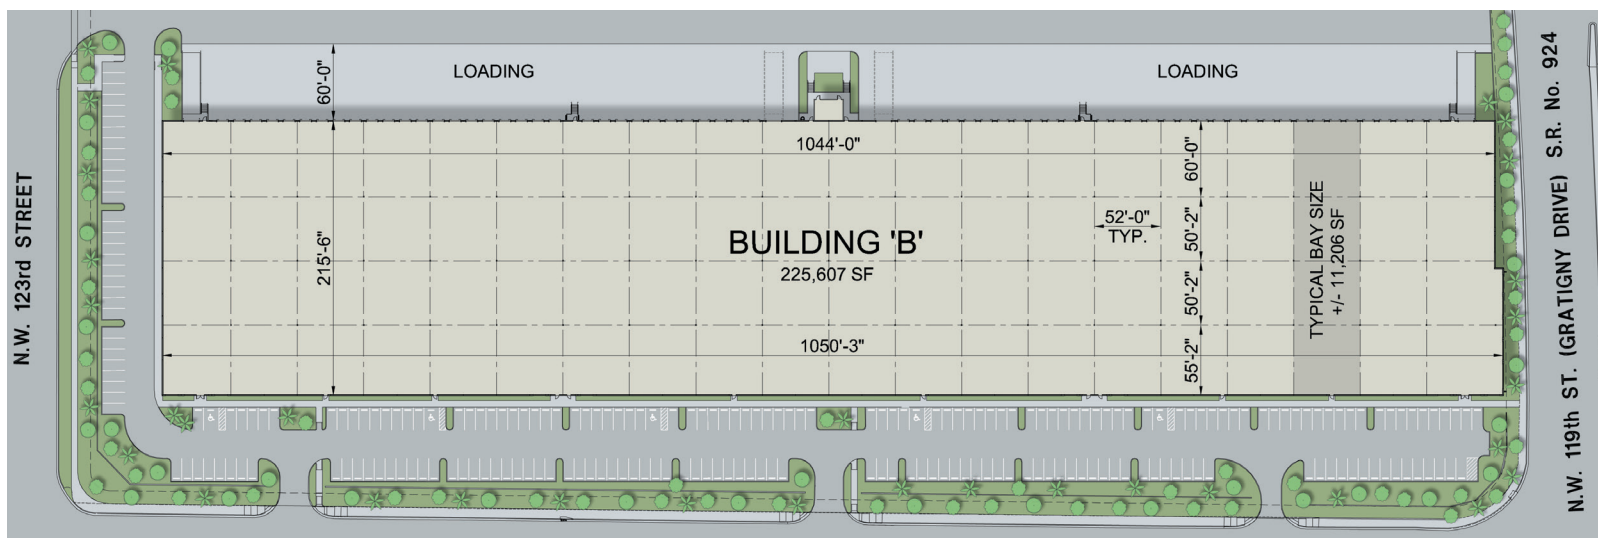 LOADING
LOADING
60'-0"
1044'-0"
60'-0"
52'-0"
TYP.
50'-2"
BUILDING 'B'
225,607 SF
215'-6"
50'-2"
TYPICAL BAY SIZE
+/- 11,206 SF
1050'-3"
55'-2"
N.W. 123rd STREET
N.W. 119th ST. (GRATIGNY DRIVE) S.R. No. 924